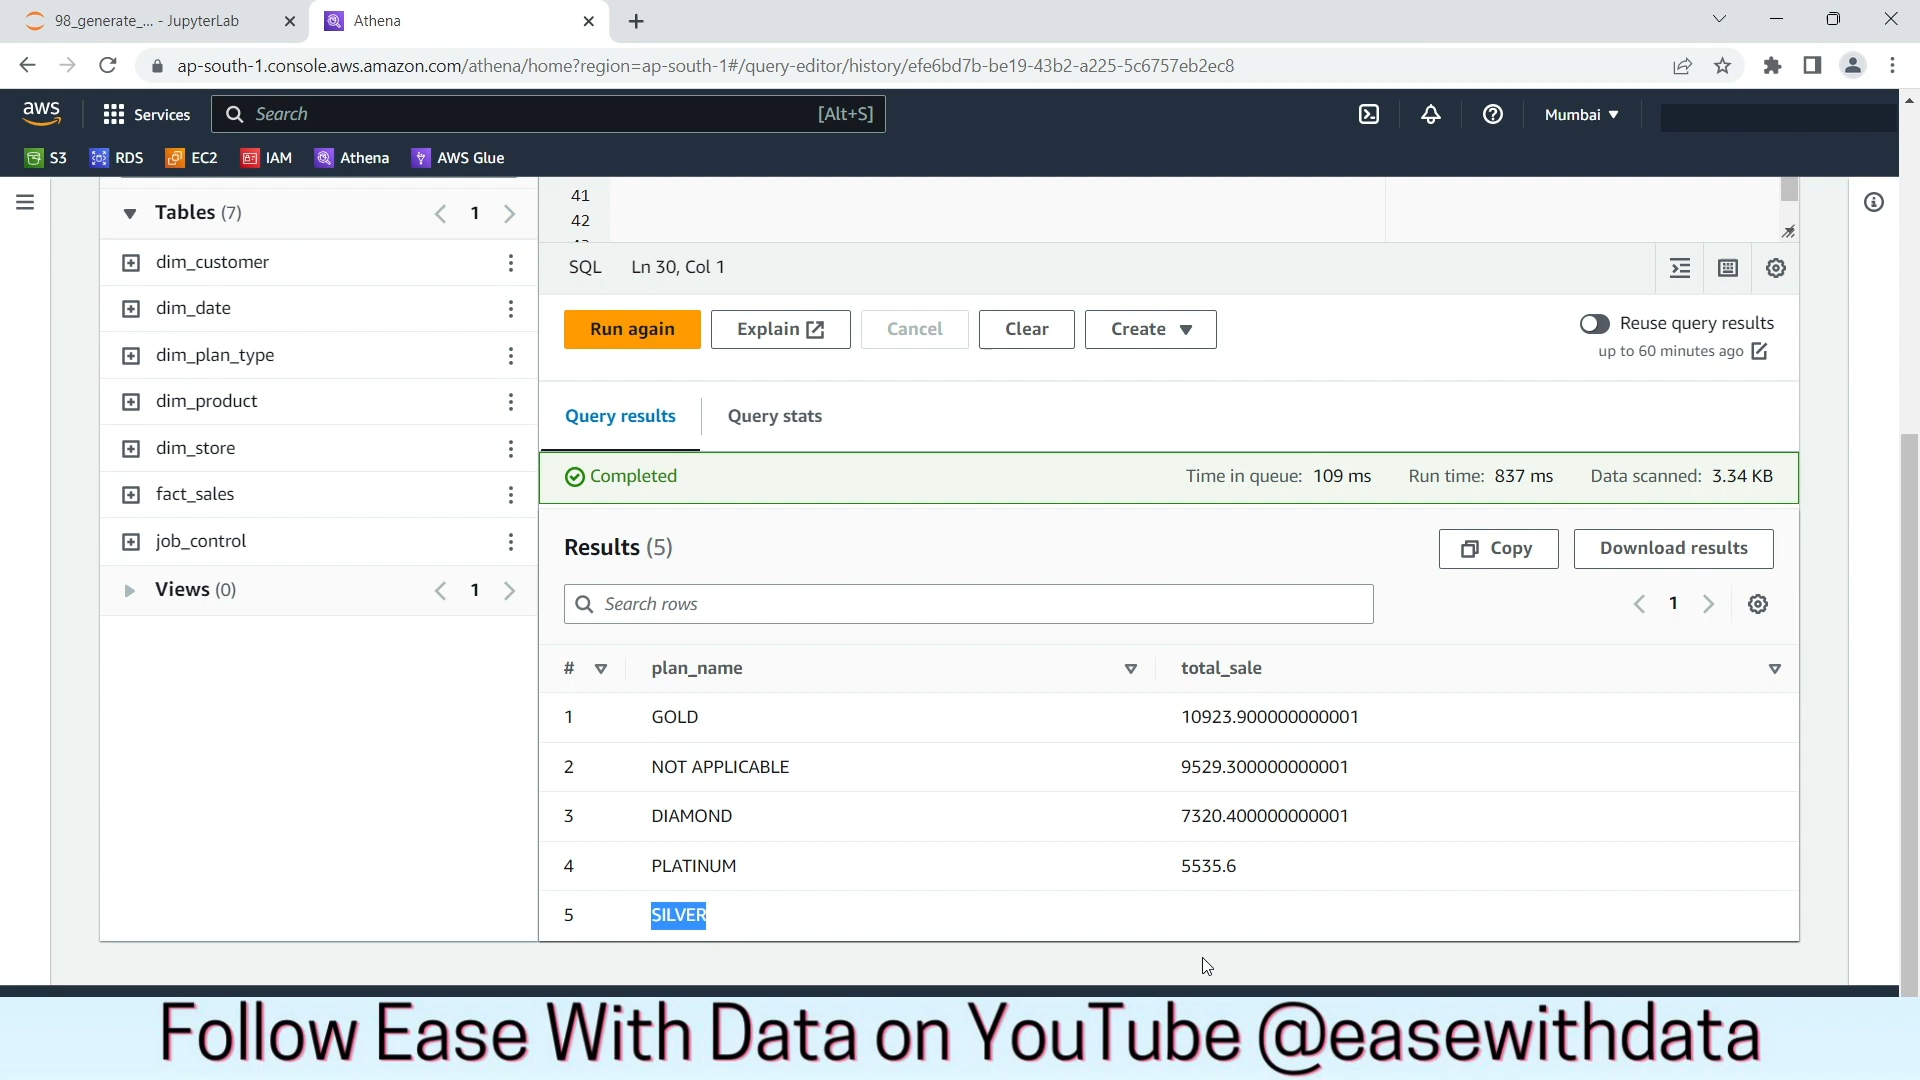 98_generate_... - JupyterLab
Athena
ap-south-1.console.aws.amazon.com/athena/home?region=ap-south-1#/query-editor/history/efe6bd7b-be19-43b2-a225-5c6757eb2ec8
aws
Services
Search
[Alt+S]
Mumbai
S3
RDS
EC2
IAM
Athena
AWS Glue
Tables (7)
1
dim_customer
dim_date
dim_plan_type
dim_product
dim_store
fact_sales
job_control
Views (0)
1
41
42
SQL Ln 30, Col 1
Run again
Explain
Cancel
Clear
Create
Reuse query results
up to 60 minutes ago
Query results
Query stats
Completed
Time in queue: 109 ms Run time: 837 ms Data scanned: 3.34 KB
Results (5)
Copy
Download results
Search rows
1
# plan_name total_sale
1 GOLD 10923.900000000001
2 NOT APPLICABLE 9529.300000000001
3 DIAMOND 7320.400000000001
4 PLATINUM 5535.6
5 SILVER
Follow Ease With Data on YouTube @easewithdata